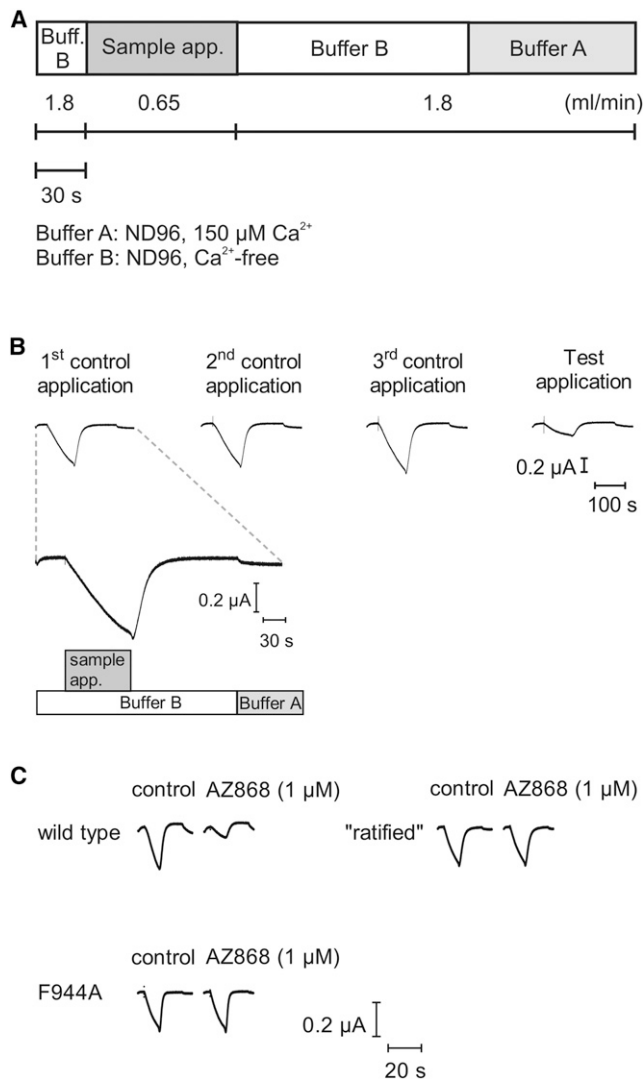 A
Buff.
B
Sample app.
Buffer B
Buffer A
1.8
0.65
1.8
(ml/min)
30 s
Buffer A: ND96, 150 µM Ca²⁺
Buffer B: ND96, Ca²⁺-free
B
1st control
application
2nd control
application
3rd control
application
Test
application
0.2 µA
100 s
0.2 µA
30 s
sample
app.
Buffer B
Buffer A
C
control AZ868 (1 µM)
wild type
control AZ868 (1 µM)
"ratified"
control AZ868 (1 µM)
F944A
0.2 µA
20 s